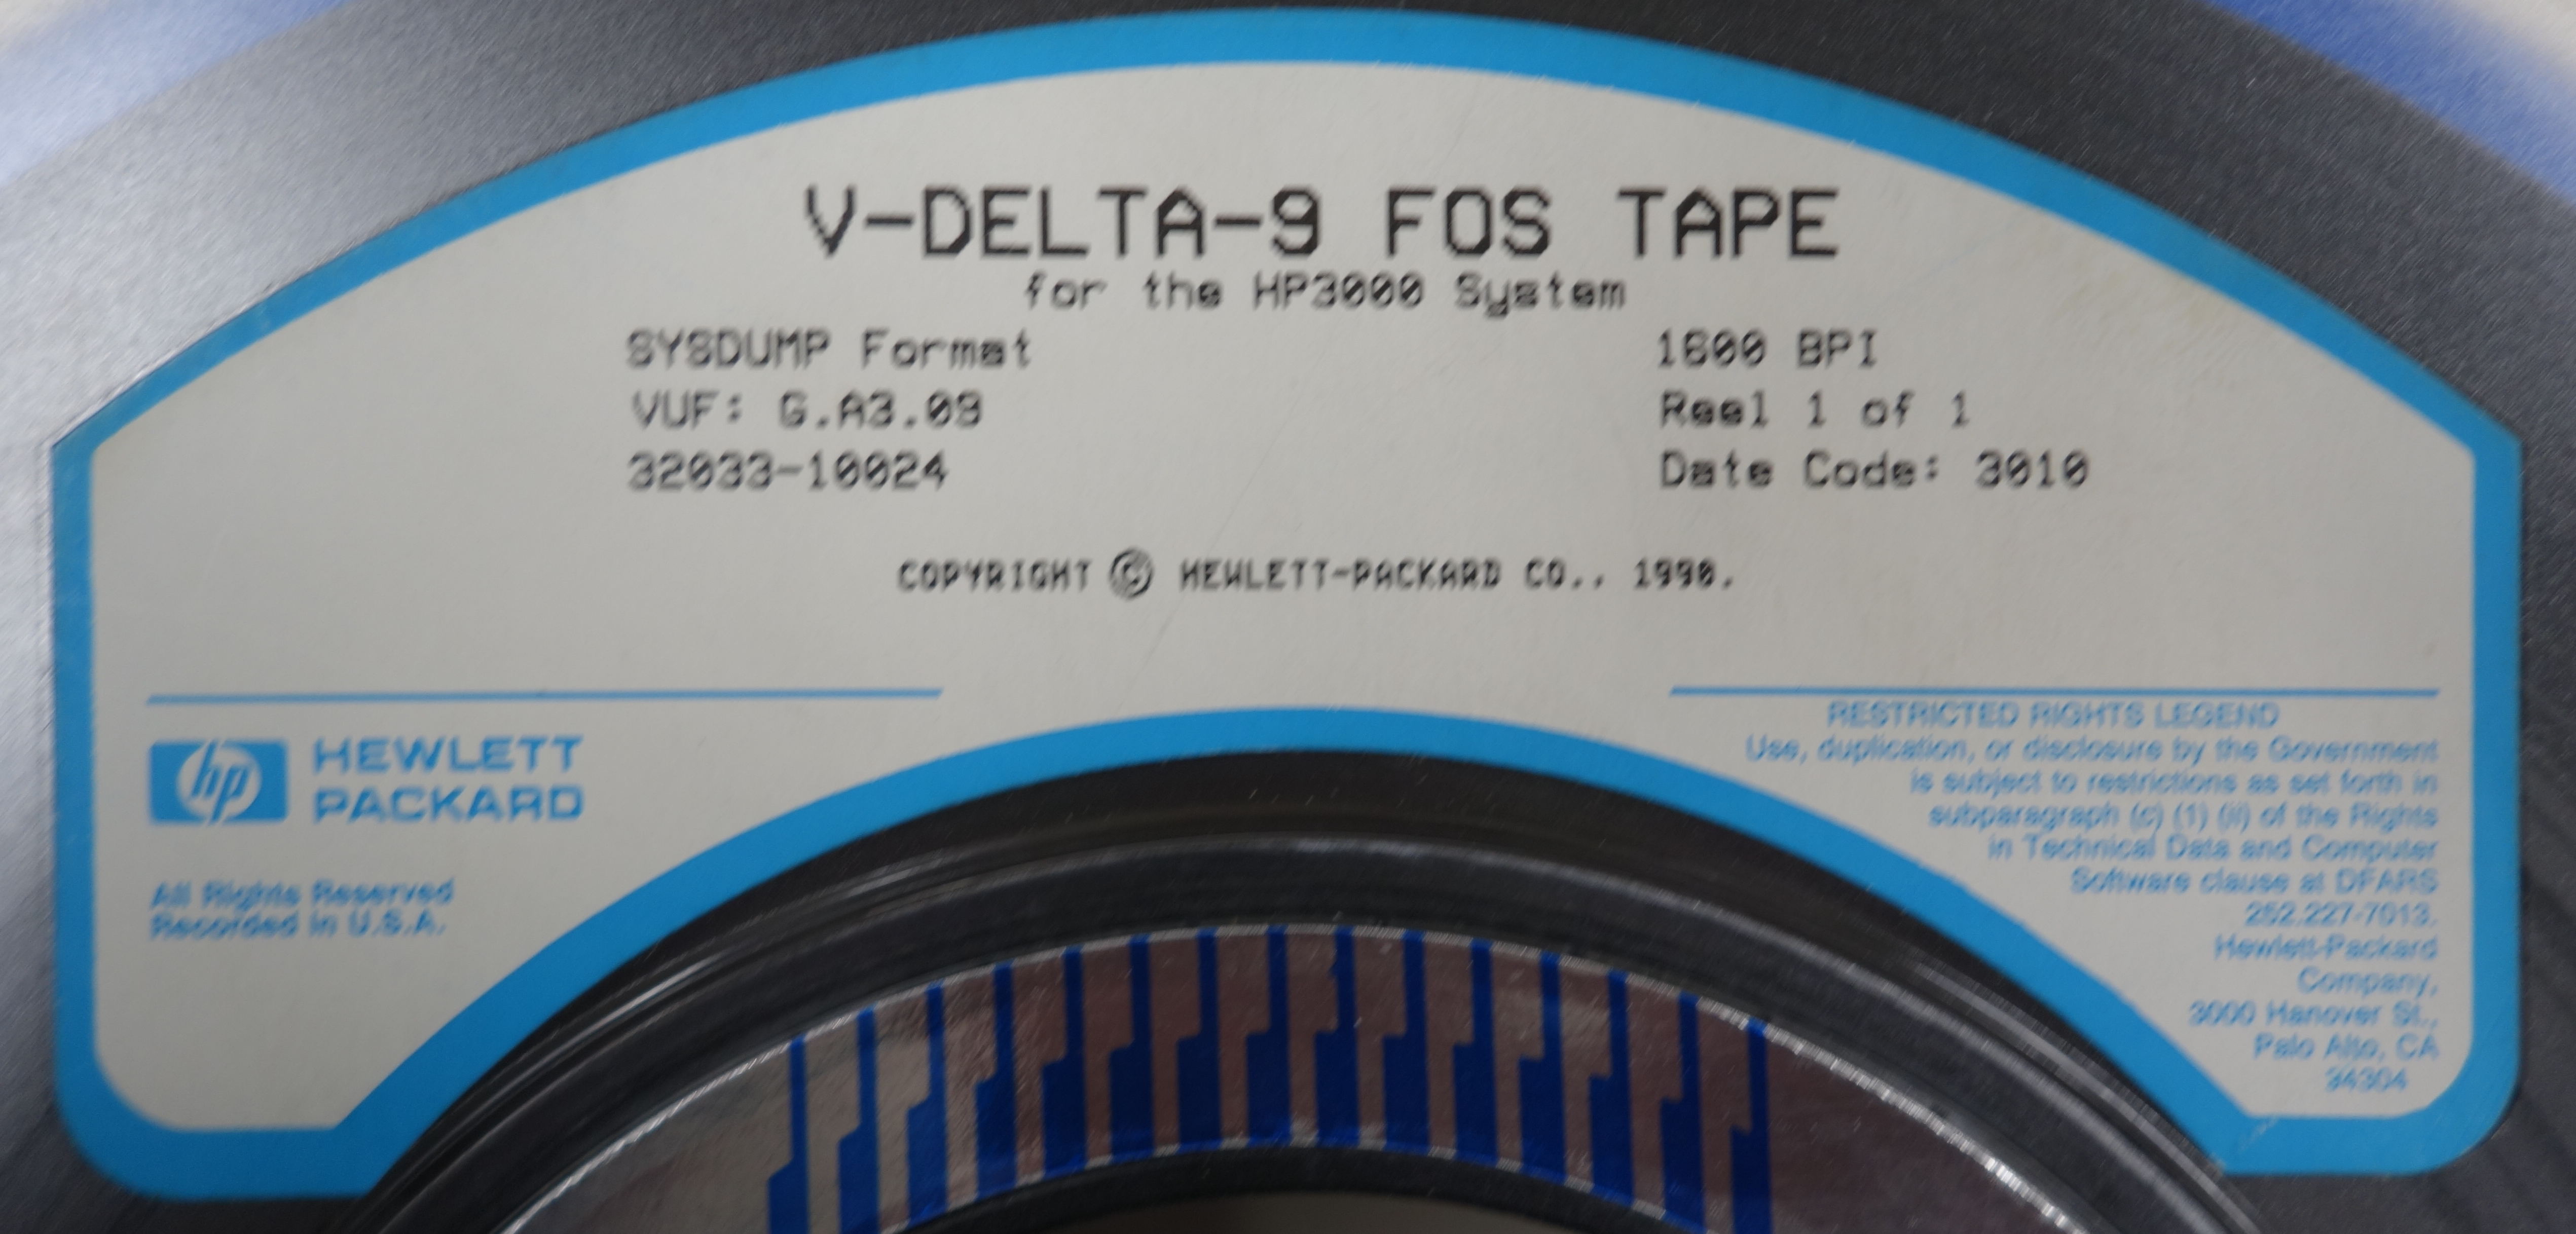 V-DELTA-9 FOS TAPE
for the HP3000 System
SYSDUMP Format
VUF: G.A3.09
32033-10024
1600 BPI
Reel 1 of 1
Date Code: 3010
COPYRIGHT © HEWLETT-PACKARD CO., 1990.
hp HEWLETT
PACKARD
All Rights Reserved
Recorded in U.S.A.
RESTRICTED RIGHTS LEGEND
Use, duplication, or disclosure by the Government
is subject to restrictions as set forth in
subparagraph (c) (1) (ii) of the Rights
in Technical Data and Computer
Software clause at DFARS
252.227-7013.
Hewlett-Packard
Company,
3000 Hanover St.,
Palo Alto, CA
94304